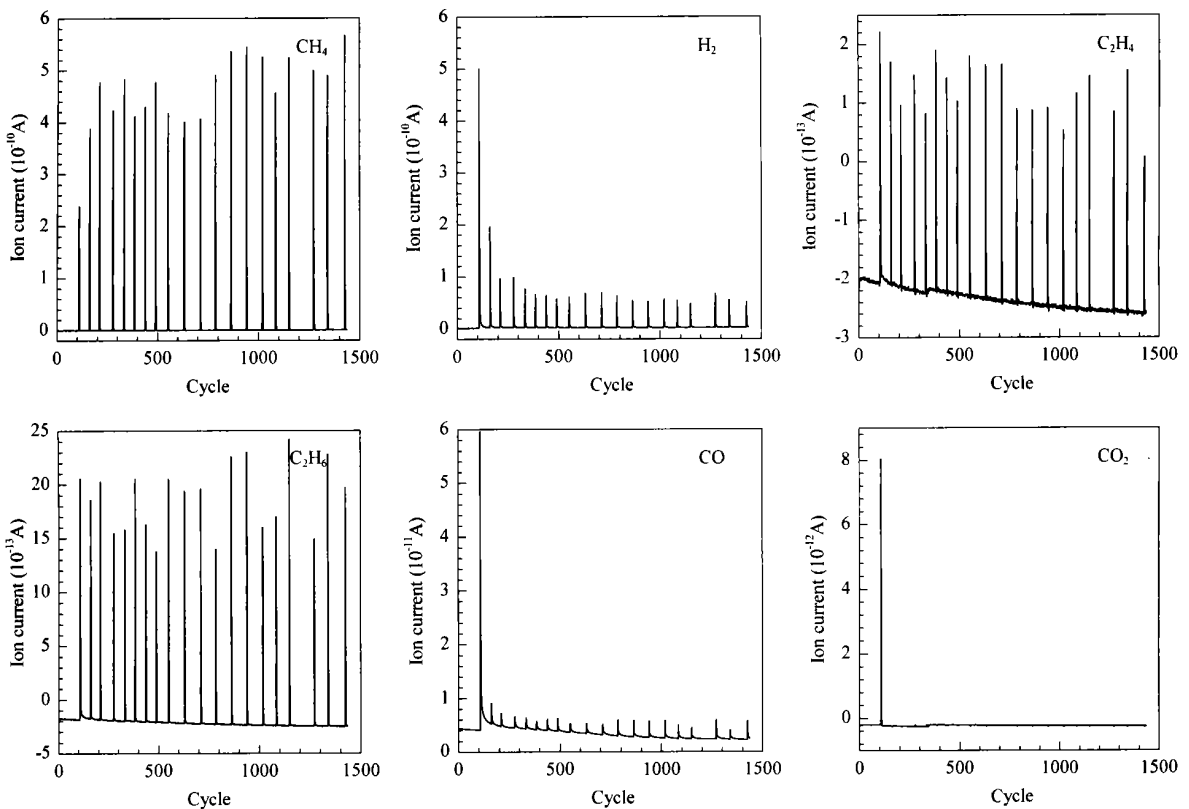 CH₄
Ion current (10⁻¹⁰A)
6
5
4
3
2
1
0
0 500 1000 1500
Cycle
H₂
Ion current (10⁻¹⁰A)
6
5
4
3
2
1
0
0 500 1000 1500
Cycle
C₂H₄
Ion current (10⁻¹³A)
2
1
0
-1
-2
-3
0 500 1000 1500
Cycle
C₂H₆
Ion current (10⁻¹³A)
25
20
15
10
5
0
-5
0 500 1000 1500
Cycle
CO
Ion current (10⁻¹¹A)
6
5
4
3
2
1
0
0 500 1000 1500
Cycle
CO₂
Ion current (10⁻¹²A)
8
6
4
2
0
0 500 1000 1500
Cycle